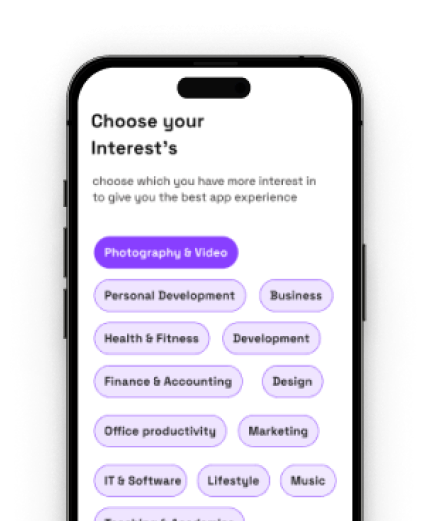 Choose your
Interest's
choose which you have more interest in
to give you the best app experience
Photography & Video
Personal Development Business
Health & Fitness Development
Finance & Accounting Design
Office productivity Marketing
IT & Software Lifestyle Music